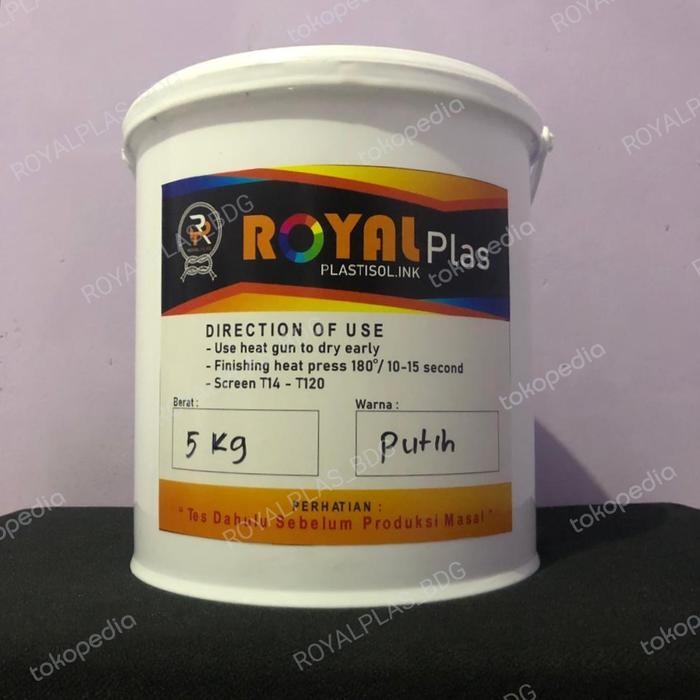 ROYAL Plas
PLASTISOL.INK
DIRECTION OF USE
- Use heat gun to dry early
- Finishing heat press 180°/ 10-15 second
- Screen T14 - T120
Berat :
5 Kg
Warna :
Putih
PERHATIAN :
" Tes Dahulu Sebelum Produksi Masal "
tokopedia
ROYALPLAS_BDG